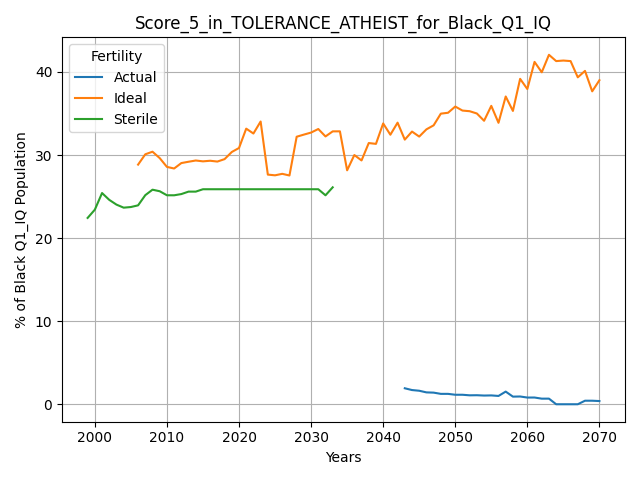 Score_5_in_TOLERANCE_ATHEIST_for_Black_Q1_IQ
Fertility
Actual
Ideal
Sterile
% of Black Q1_IQ Population
40
30
20
10
0
2000 2010 2020 2030 2040 2050 2060 2070
Years